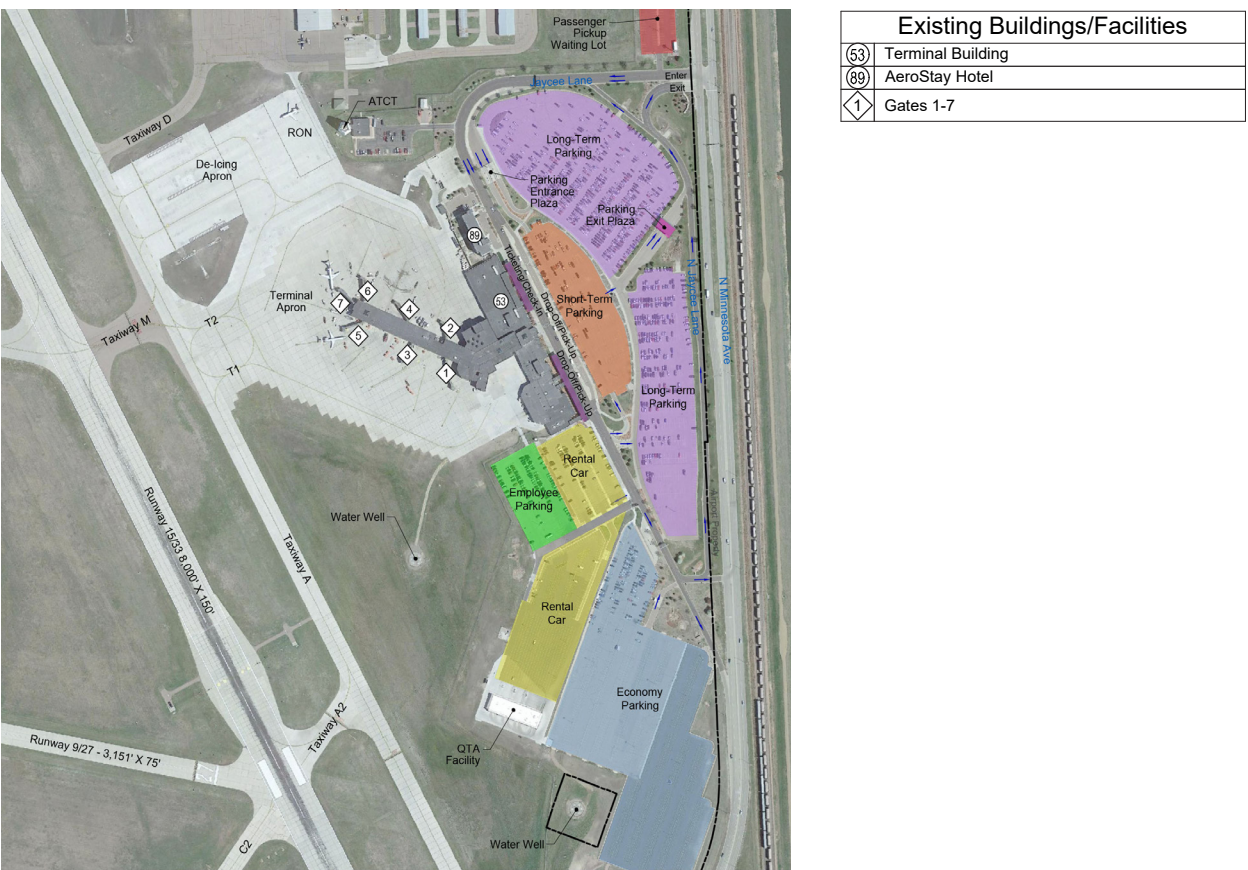 Passenger
Pickup
Waiting Lot
Jaycee Lane
Enter
Exit
ATCT
Taxiway D
RON
De-Icing
Apron
Long-Term
Parking
Parking
Entrance
Plaza
Parking
Exit Plaza
89
Ticketing/Check-In
53
Drop-Off/Pick-Up
Short-Term
Parking
N Jaycee Lane
N Minnesota Ave
Terminal
Apron
7
6
4
2
5
3
1
T2
Taxiway M
T1
Drop-Off/Pick-Up
Long-Term
Parking
Rental
Car
Employee
Parking
Water Well
Runway 15/33 8,000' X 150'
Taxiway A
Rental
Car
Economy
Parking
Taxiway A2
Runway 9/27 - 3,151' X 75'
QTA
Facility
Water Well
C2
Existing Buildings/Facilities
53 Terminal Building
89 AeroStay Hotel
1 Gates 1-7